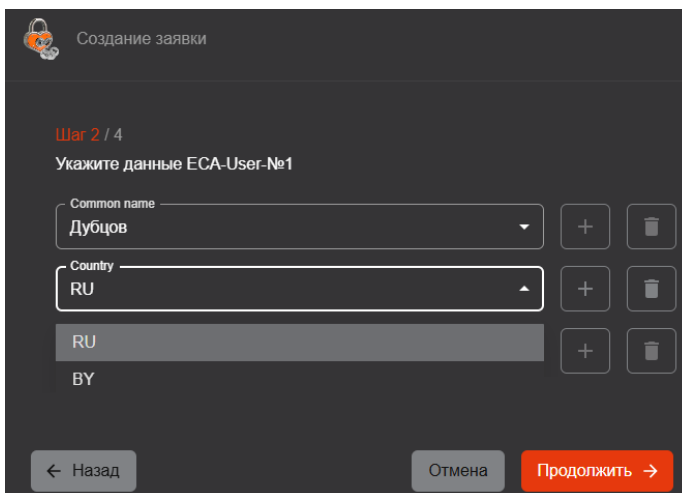 Создание заявки
Шаг 2 / 4
Укажите данные ECA-User-№1
Common name
Дубцов
Country
RU
RU
BY
Назад
Отмена
Продолжить